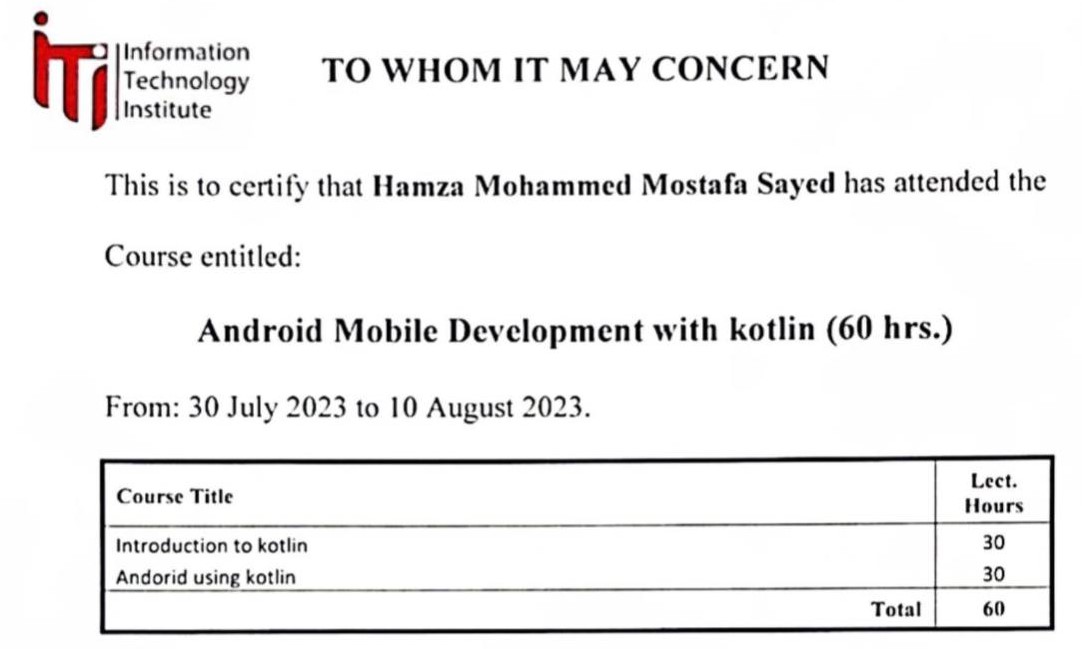 iTi
Information
Technology
Institute
TO WHOM IT MAY CONCERN
This is to certify that Hamza Mohammed Mostafa Sayed has attended the
Course entitled:
Android Mobile Development with kotlin (60 hrs.)
From: 30 July 2023 to 10 August 2023.
Course Title
Lect.
Hours
Introduction to kotlin 30
Andorid using kotlin 30
Total 60